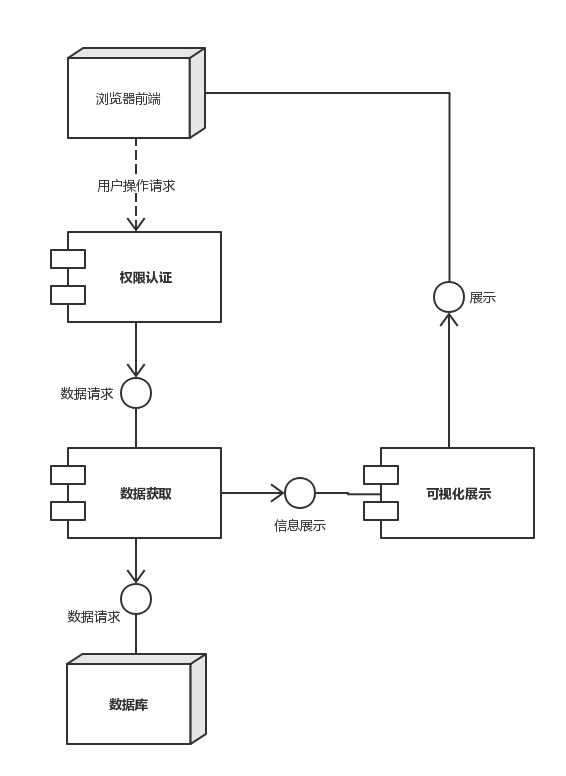 浏览器前端
用户操作请求
权限认证
展示
数据请求
数据获取
可视化展示
信息展示
数据请求
数据库